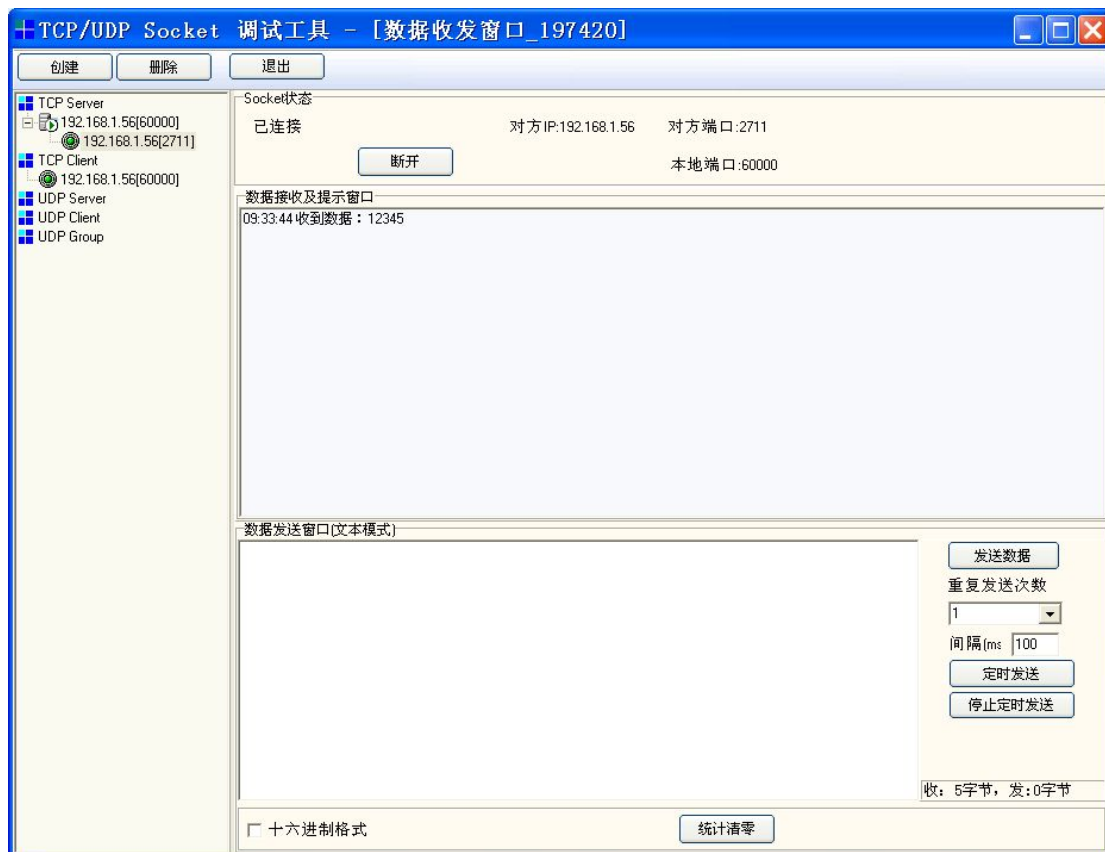 TCP/UDP Socket 调试工具 - [数据收发窗口_197420]
创建 删除 退出
TCP Server
192.168.1.56[60000]
192.168.1.56[2711]
TCP Client
192.168.1.56[60000]
UDP Server
UDP Client
UDP Group
Socket状态
已连接 对方IP:192.168.1.56 对方端口:2711
断开 本地端口:60000
数据接收及提示窗口
09:33:44 收到数据：12345
数据发送窗口(文本模式)
发送数据
重复发送次数
1
间隔(ms 100
定时发送
停止定时发送
收: 5字节, 发:0字节
十六进制格式 统计清零